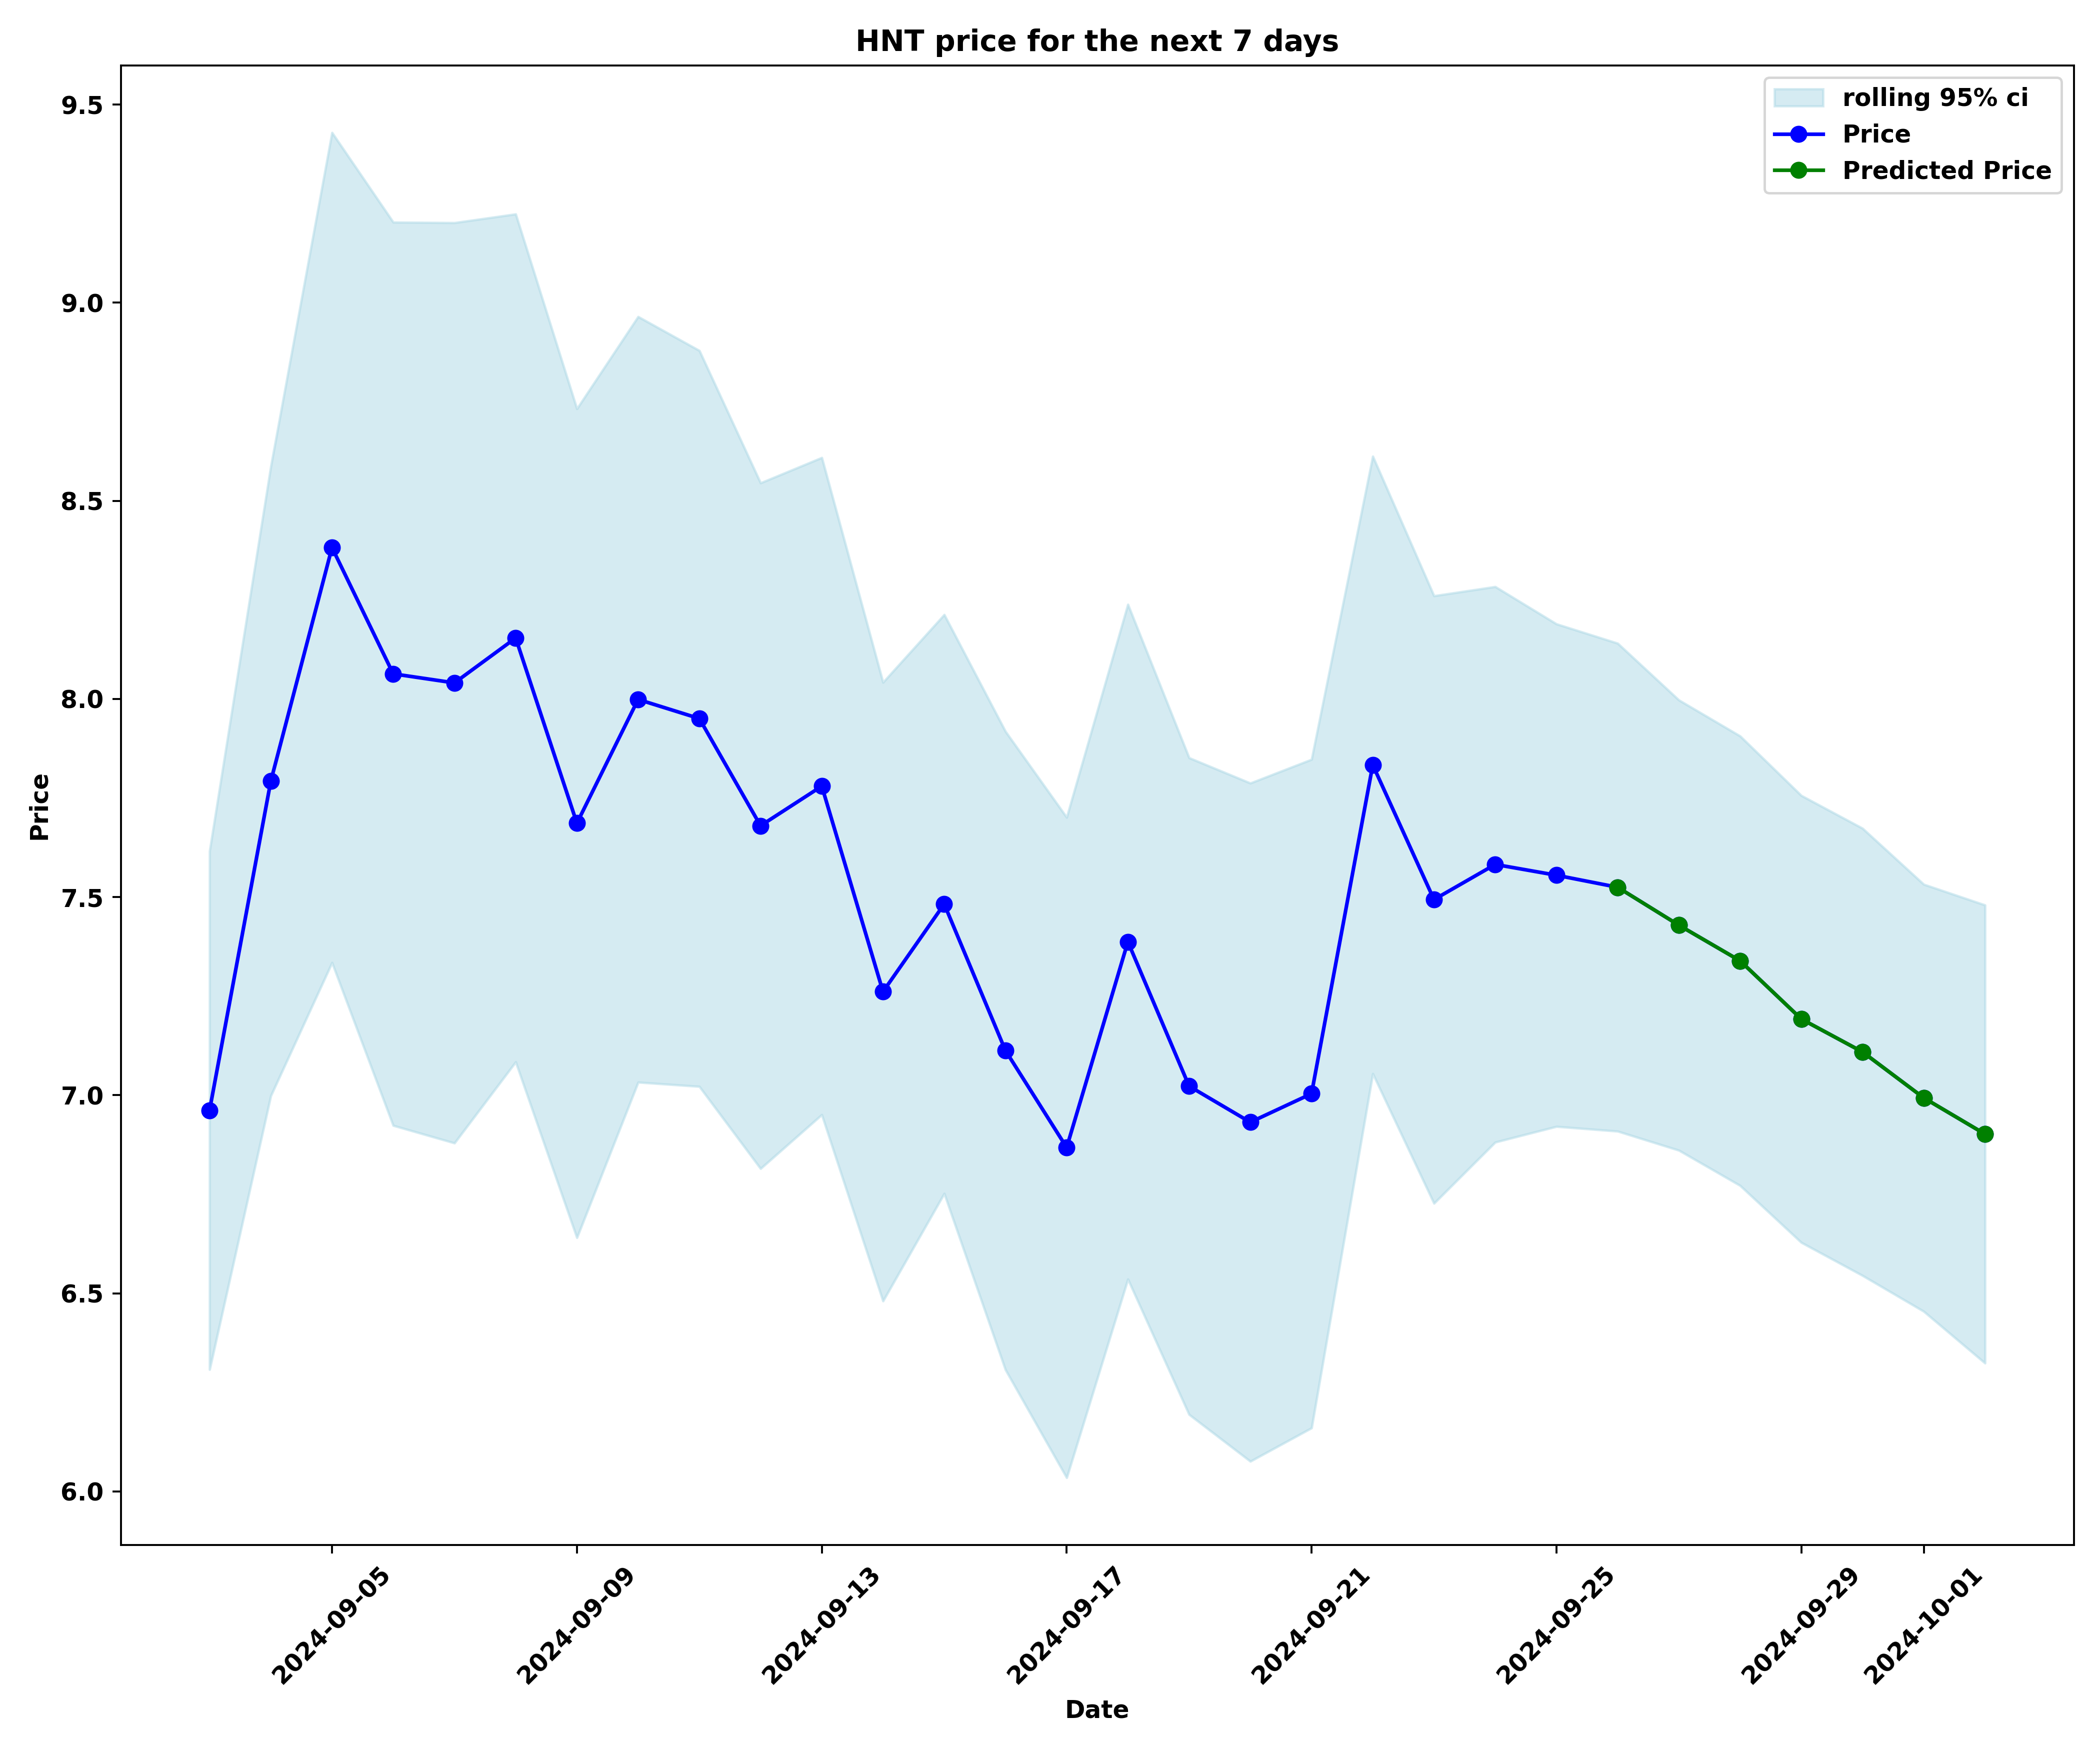 HNT price for the next 7 days
rolling 95% ci
Price
Predicted Price
9.5
9.0
8.5
8.0
7.5
7.0
6.5
6.0
Price
2024-09-05
2024-09-09
2024-09-13
2024-09-17
2024-09-21
2024-09-25
2024-09-29
2024-10-01
Date